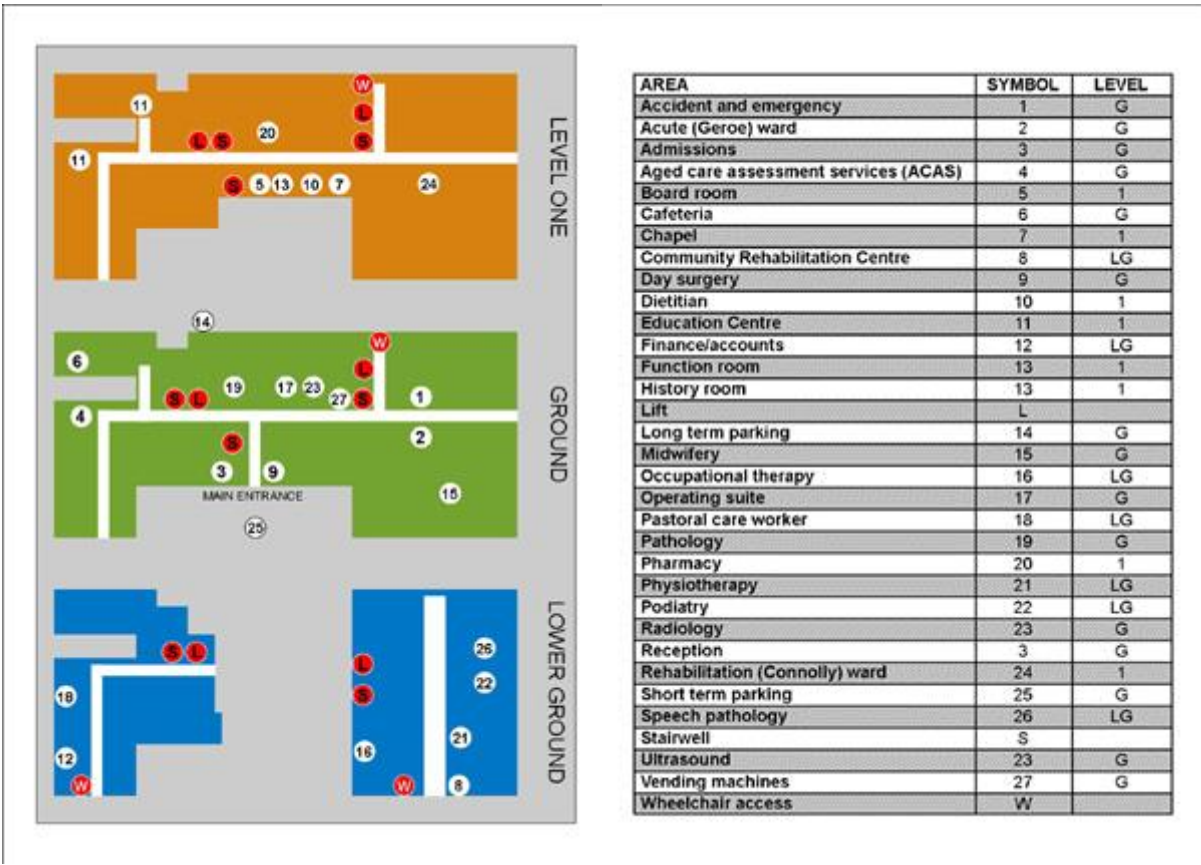 W
11
L
20
L S
S
11
S 5 13 10 7
24
LEVEL ONE
14
W
6
L
19 17 23
S L
27 S
1
4
2
S
3 9
MAIN ENTRANCE
15
25
GROUND
S L
L
26
18
S
22
16
21
12
W
W
8
LOWER GROUND
AREA SYMBOL LEVEL
Accident and emergency 1 G
Acute (Geroe) ward 2 G
Admissions 3 G
Aged care assessment services (ACAS) 4 G
Board room 5 1
Cafeteria 6 G
Chapel 7 1
Community Rehabilitation Centre 8 LG
Day surgery 9 G
Dietitian 10 1
Education Centre 11 1
Finance/accounts 12 LG
Function room 13 1
History room 13 1
Lift L
Long term parking 14 G
Midwifery 15 G
Occupational therapy 16 LG
Operating suite 17 G
Pastoral care worker 18 LG
Pathology 19 G
Pharmacy 20 1
Physiotherapy 21 LG
Podiatry 22 LG
Radiology 23 G
Reception 3 G
Rehabilitation (Connolly) ward 24 1
Short term parking 25 G
Speech pathology 26 LG
Stairwell S
Ultrasound 23 G
Vending machines 27 G
Wheelchair access W